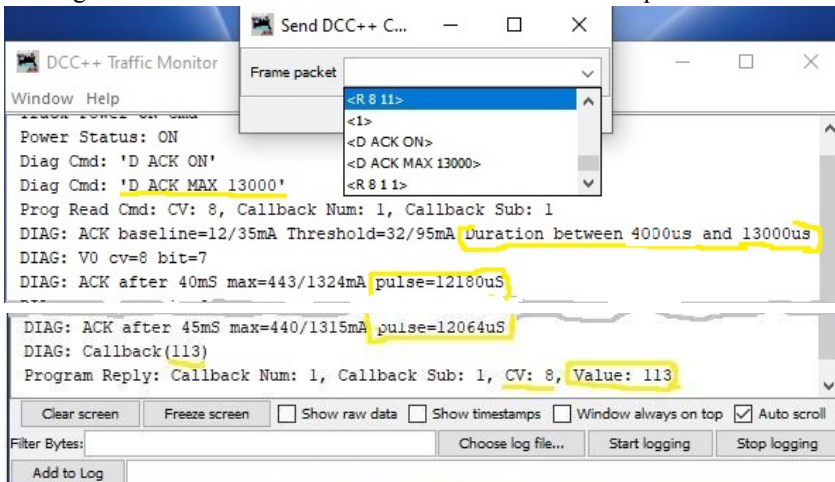 Send DCC++ C...
DCC++ Traffic Monitor
Frame packet
Window Help
<R 8 11>
<1>
<D ACK ON>
<D ACK MAX 13000>
<R 8 1 1>
Power Status: ON
Diag Cmd: 'D ACK ON'
Diag Cmd: 'D ACK MAX 13000'
Prog Read Cmd: CV: 8, Callback Num: 1, Callback Sub: 1
DIAG: ACK baseline=12/35mA Threshold=32/95mA Duration between 4000us and 13000us
DIAG: V0 cv=8 bit=7
DIAG: ACK after 40mS max=443/1324mA pulse=12180uS
DIAG: ACK after 45mS max=440/1315mA pulse=12064uS
DIAG: Callback(113)
Program Reply: Callback Num: 1, Callback Sub: 1, CV: 8, Value: 113
Clear screen Freeze screen Show raw data Show timestamps Window always on top Auto scroll
Filter Bytes: Choose log file... Start logging Stop logging
Add to Log